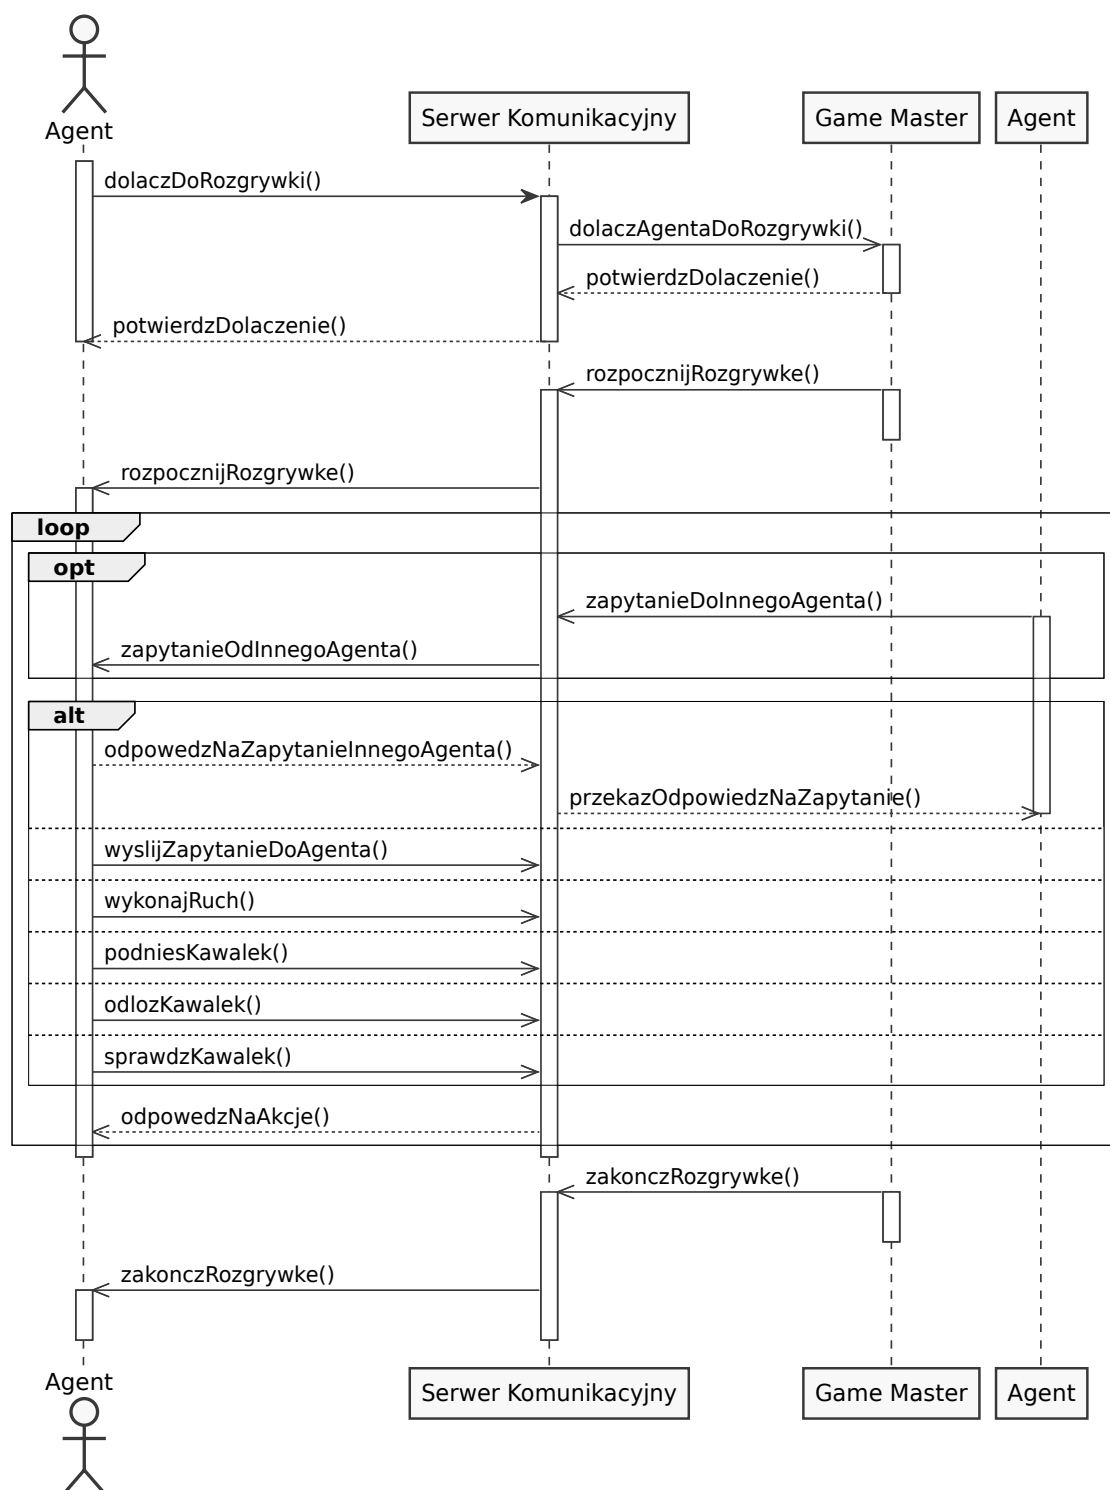 Agent
Serwer Komunikacyjny
Game Master
Agent
dolaczDoRozgrywki()
dolaczAgentaDoRozgrywki()
potwierdzDolaczenie()
potwierdzDolaczenie()
rozpocznijRozgrywke()
rozpocznijRozgrywke()
loop
opt
zapytanieDoInnegoAgenta()
zapytanieOdInnegoAgenta()
alt
odpowedzNaZapytanieInnegoAgenta()
przekazOdpowiedzNaZapytanie()
wyslijZapytanieDoAgenta()
wykonajRuch()
podniesKawalek()
odlozKawalek()
sprawdzKawalek()
odpowedzNaAkcje()
zakonczRozgrywke()
zakonczRozgrywke()
Agent
Serwer Komunikacyjny
Game Master
Agent